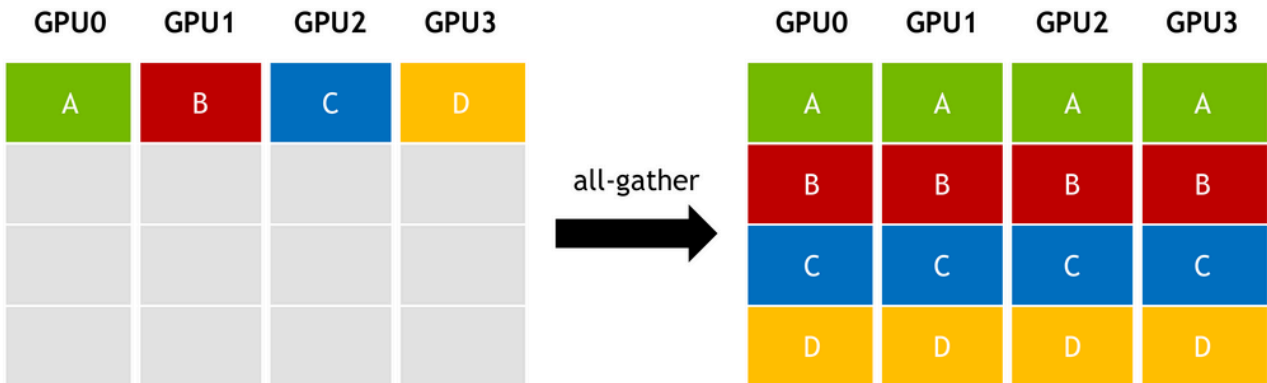 GPU0 GPU1 GPU2 GPU3 GPU0 GPU1 GPU2 GPU3
A B C D A A A A
all-gather B B B B
C C C C
D D D D